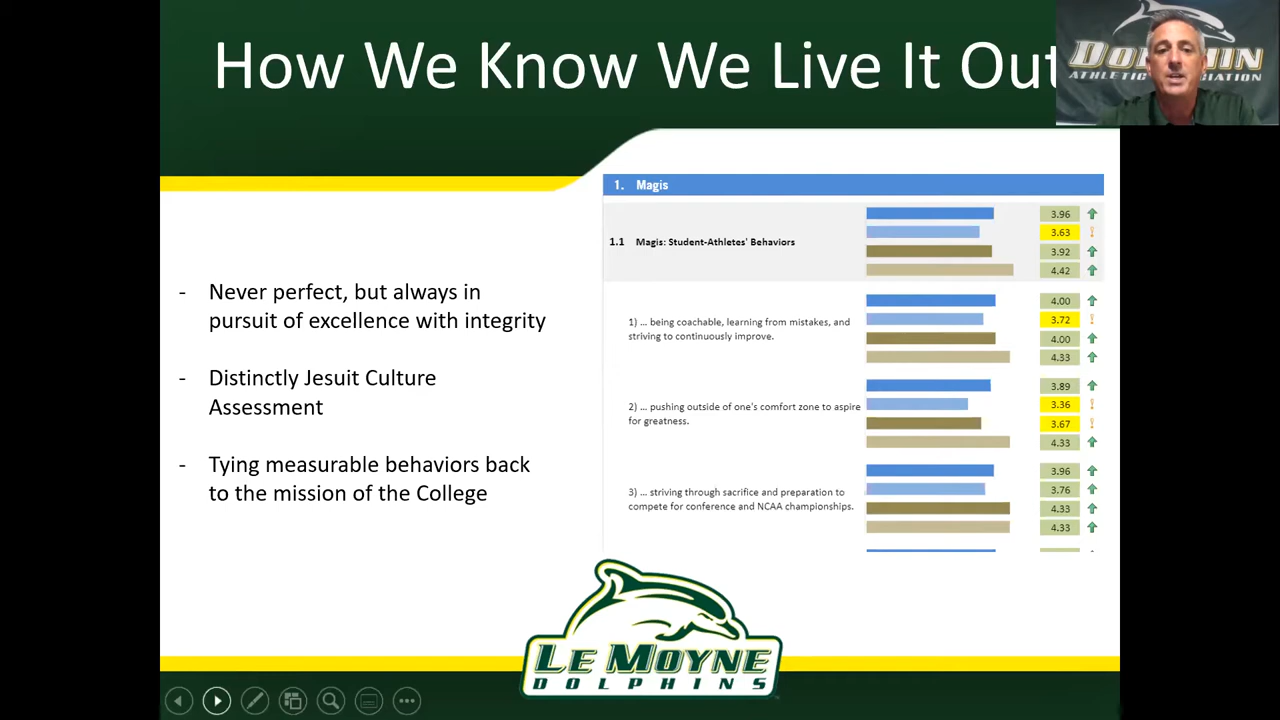 How We Know We Live It Out
DOLPHIN
ATHLETIC ASSOCIATION
- Never perfect, but always in
pursuit of excellence with integrity
- Distinctly Jesuit Culture
Assessment
- Tying measurable behaviors back
to the mission of the College
1. Magis
1.1 Magis: Student-Athletes' Behaviors
3.96
3.63
3.92
4.42
1) ... being coachable, learning from mistakes, and
striving to continuously improve.
4.00
3.72
4.00
4.33
2) ... pushing outside of one's comfort zone to aspire
for greatness.
3.89
3.36
3.67
4.33
3) ... striving through sacrifice and preparation to
compete for conference and NCAA championships.
3.96
3.76
4.33
4.33
LE MOYNE
DOLPHINS